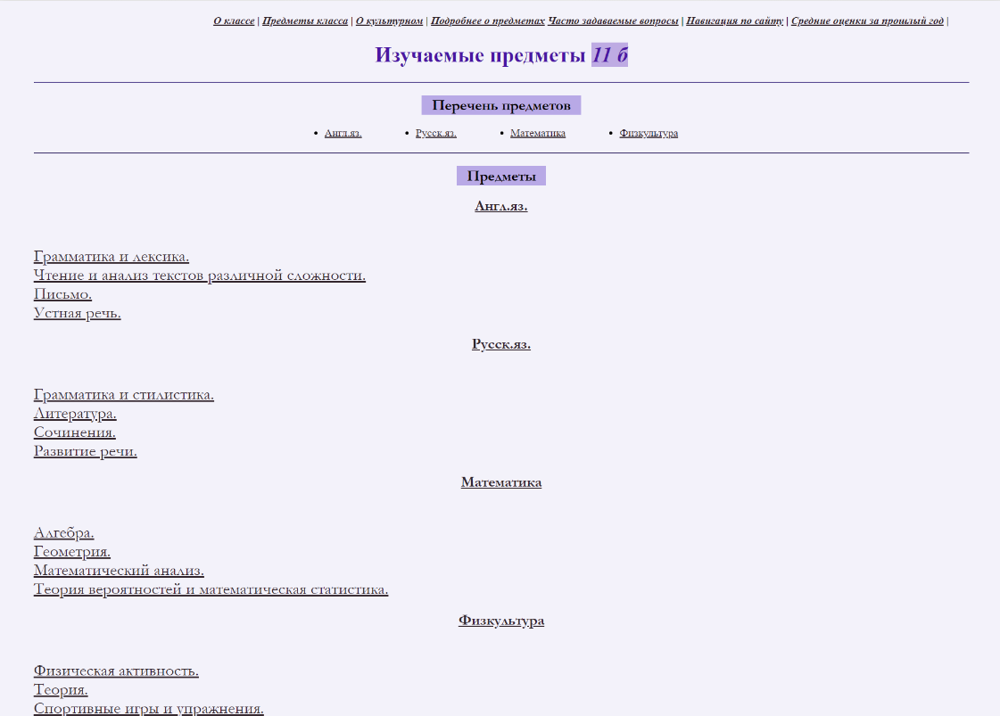 О классе | Предметы класса | О культурном | Подробнее о предметах Часто задаваемые вопросы | Навигация по сайту | Средние оценки за прошлый год |
Изучаемые предметы 11 б
Перечень предметов
• Англ.яз. • Русск.яз. • Математика • Физкультура
Предметы
Англ.яз.
Грамматика и лексика.
Чтение и анализ текстов различной сложности.
Письмо.
Устная речь.
Русск.яз.
Грамматика и стилистика.
Литература.
Сочинения.
Развитие речи.
Математика
Алгебра.
Геометрия.
Математический анализ.
Теория вероятностей и математическая статистика.
Физкультура
Физическая активность.
Теория.
Спортивные игры и упражнения.